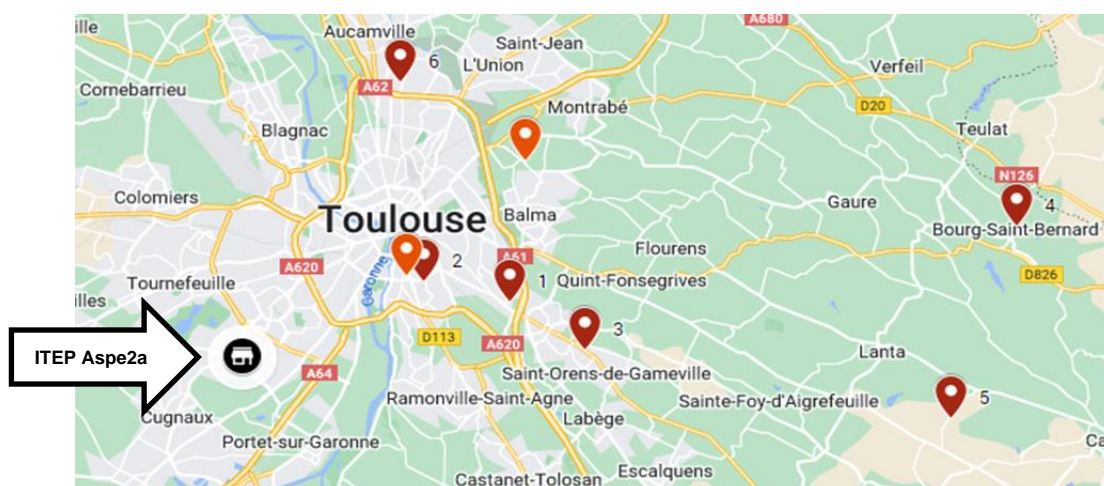 ille
Aucamville
A680
Saint-Jean
L'Union
6
Verfeil
Cornebarrieu
A62
D20
Montrabé
Blagnac
Teulat
N126
Colomiers
Gaure
4
Toulouse
Balma
Bourg-Saint-Bernard
Flourens
A61
2
A620
Garonne
1
Quint-Fonsegrives
D826
Tournefeuille
illes
3
D113
A620
ITEP Aspe2a
Lanta
A64
Saint-Orens-de-Gameville
Ramonville-Saint-Agne
Sainte-Foy-d'Aigrefeuille
5
Cugnaux
Labège
Portet-sur-Garonne
Ca
Escalquens
Castanet-Tolosan